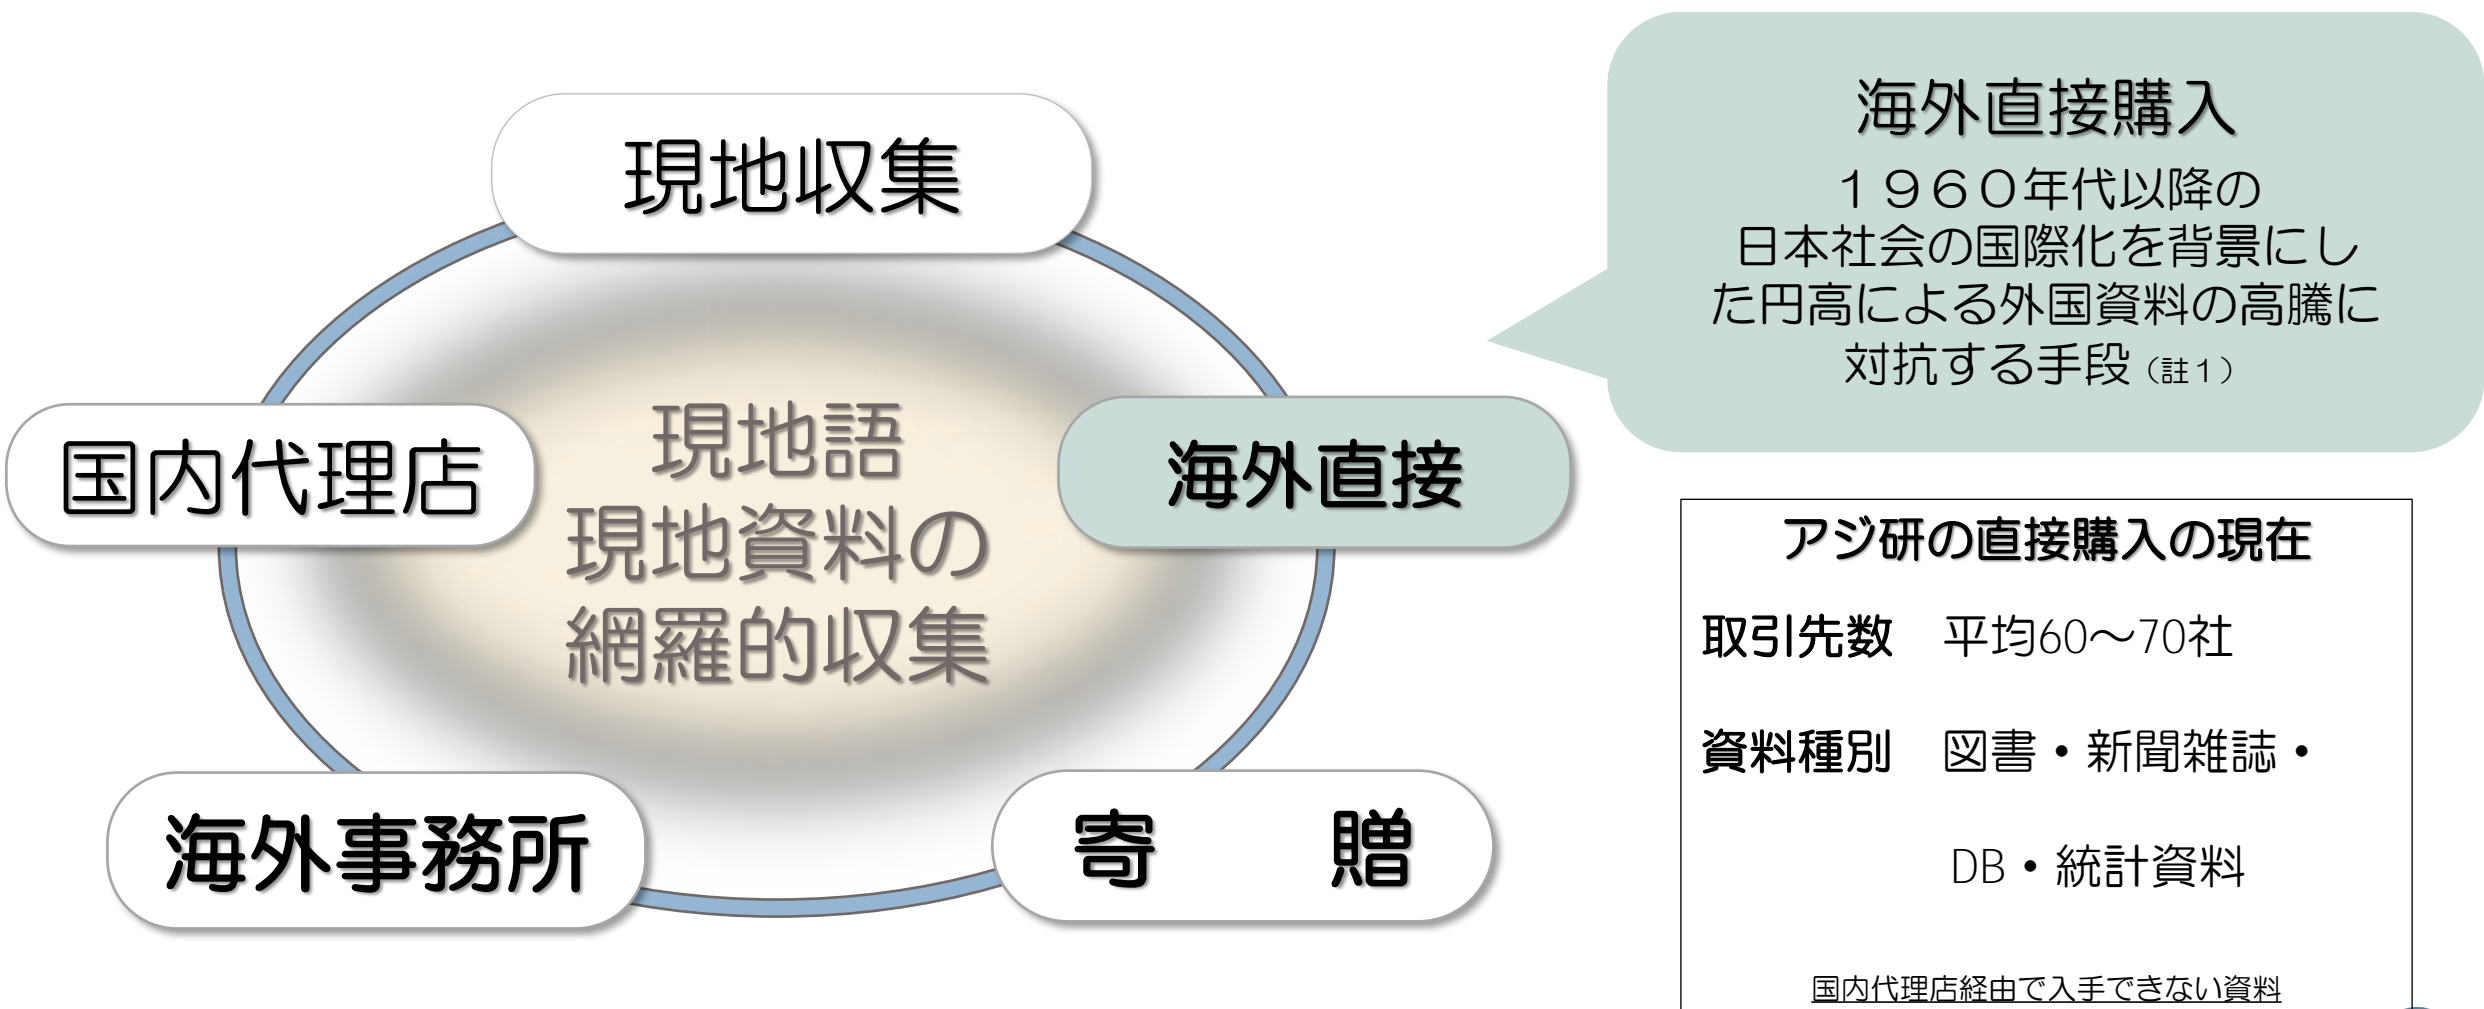 現地収集
国内代理店
現地語
現地資料の
網羅的収集
海外直接
海外事務所
寄　贈
海外直接購入
１９６０年代以降の
日本社会の国際化を背景にし
た円高による外国資料の高騰に
対抗する手段（註１）
アジ研の直接購入の現在
取引先数　平均60～70社
資料種別　図書・新聞雑誌・
DB・統計資料
国内代理店経由で入手できない資料